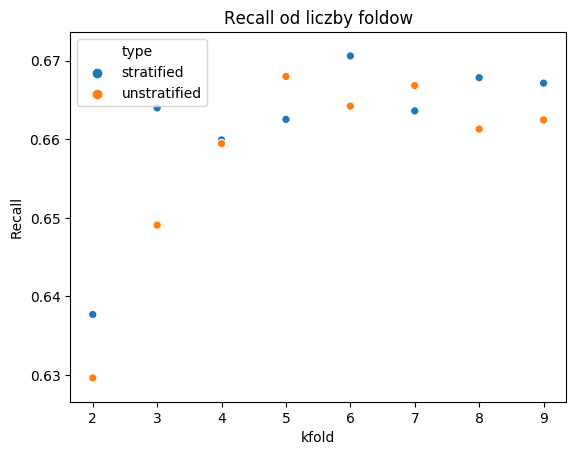 Recall od liczby foldow
type
stratified
unstratified
0.67
0.66
0.65
0.64
0.63
Recall
2 3 4 5 6 7 8 9
kfold